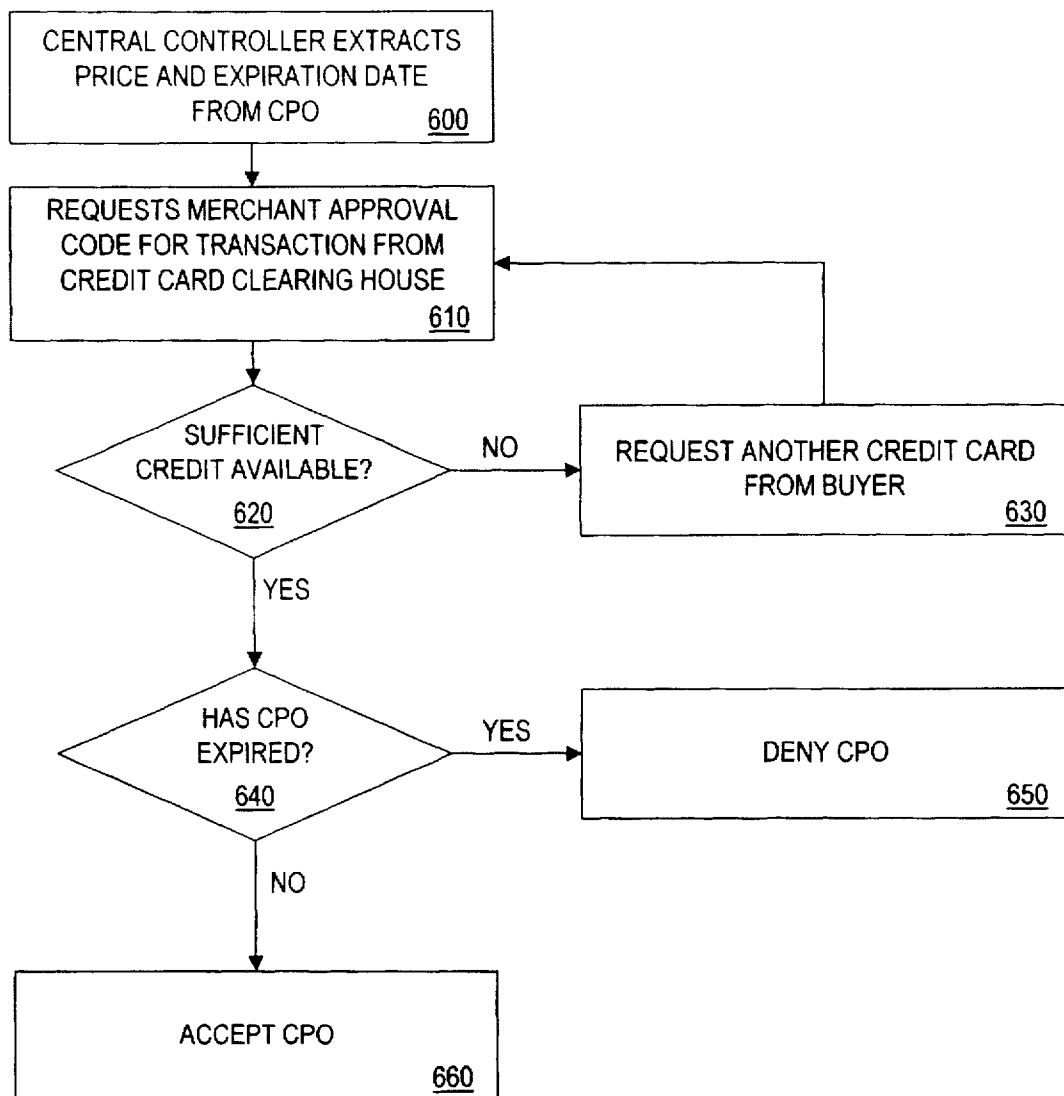 CENTRAL CONTROLLER EXTRACTS
PRICE AND EXPIRATION DATE
FROM CPO
600
REQUESTS MERCHANT APPROVAL
CODE FOR TRANSACTION FROM
CREDIT CARD CLEARING HOUSE
610
SUFFICIENT
CREDIT AVAILABLE?
620
NO
REQUEST ANOTHER CREDIT CARD
FROM BUYER
630
YES
HAS CPO
EXPIRED?
640
YES
DENY CPO
650
NO
ACCEPT CPO
660